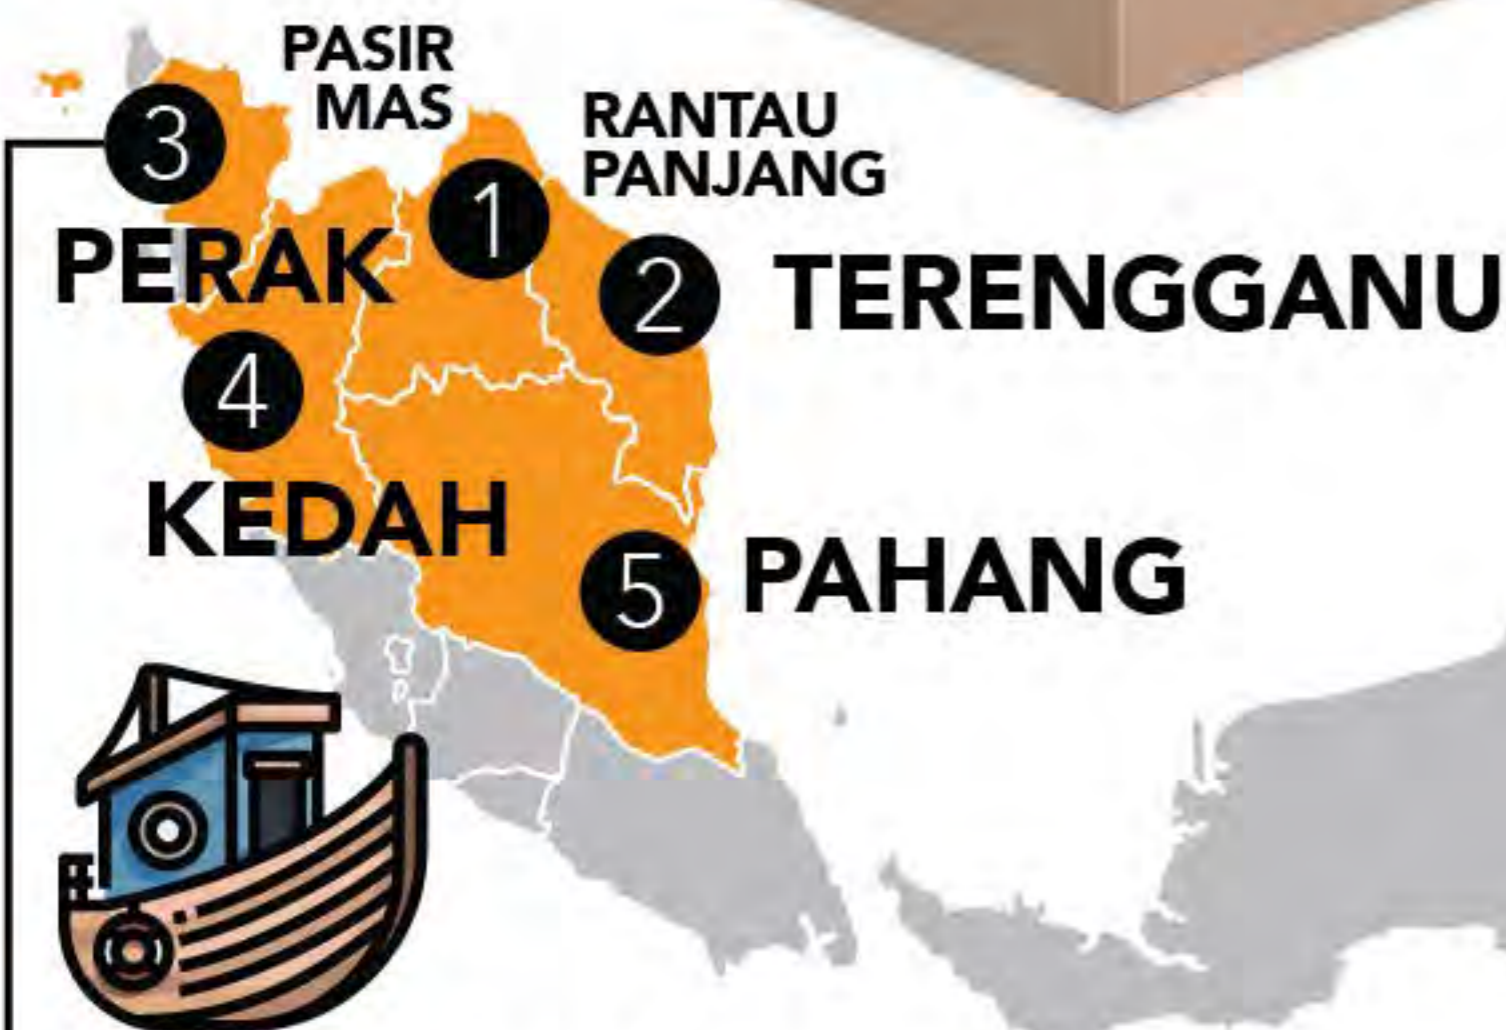 PASIR
MAS
RANTAU
PANJANG
3
1
PERAK
2
TERENGGANU
4
KEDAH
5
PAHANG